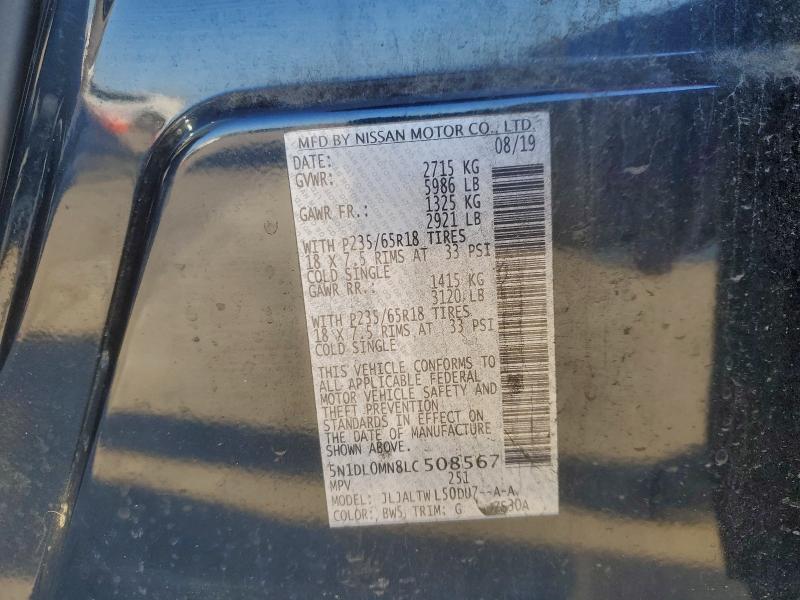 MFD BY NISSAN MOTOR CO., LTD.
DATE: 08/19
GVWR: 2715 KG
5986 LB
GAWR FR.: 1325 KG
2921 LB
WITH P235/65R18 TIRES
18 X 7.5 RIMS AT 33 PSI
COLD SINGLE
GAWR RR.: 1415 KG
3120 LB
WITH P235/65R18 TIRES
18 X 7.5 RIMS AT 33 PSI
COLD SINGLE
THIS VEHICLE CONFORMS TO
ALL APPLICABLE FEDERAL
MOTOR VEHICLE SAFETY AND
THEFT PREVENTION
STANDARDS IN EFFECT ON
THE DATE OF MANUFACTURE
SHOWN ABOVE.
5N1DL0MN8LC508567
MPV 251
MODEL: JLJALTWL50DU7--A-A
COLOR: BW5, TRIM: G